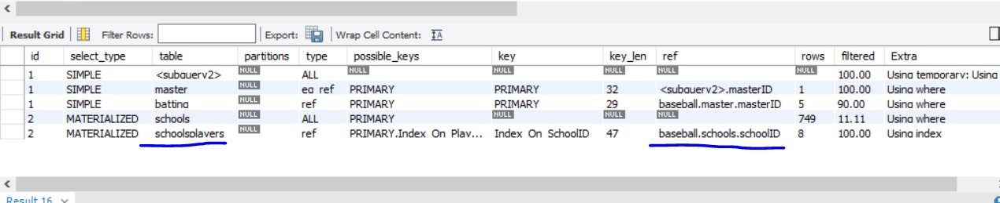 Result Grid Filter Rows: Export: Wrap Cell Content: IA
id select_type table partitions type possible_keys key key_len ref rows filtered Extra
1 SIMPLE <subquery2> NULL ALL NULL NULL NULL NULL NULL 100.00 Using temporary; Using
1 SIMPLE master NULL eq_ref PRIMARY PRIMARY 32 <subquery2>.masterID 1 100.00 Using where
1 SIMPLE batting NULL ref PRIMARY PRIMARY 29 baseball.master.masterID 5 90.00 Using where
2 MATERIALIZED schools NULL ALL PRIMARY NULL NULL NULL 749 11.11 Using where
2 MATERIALIZED schoolsplayers NULL ref PRIMARY,Index_On_Play... Index_On_SchoolID 47 baseball.schools.schoolID 8 100.00 Using index
Result 16